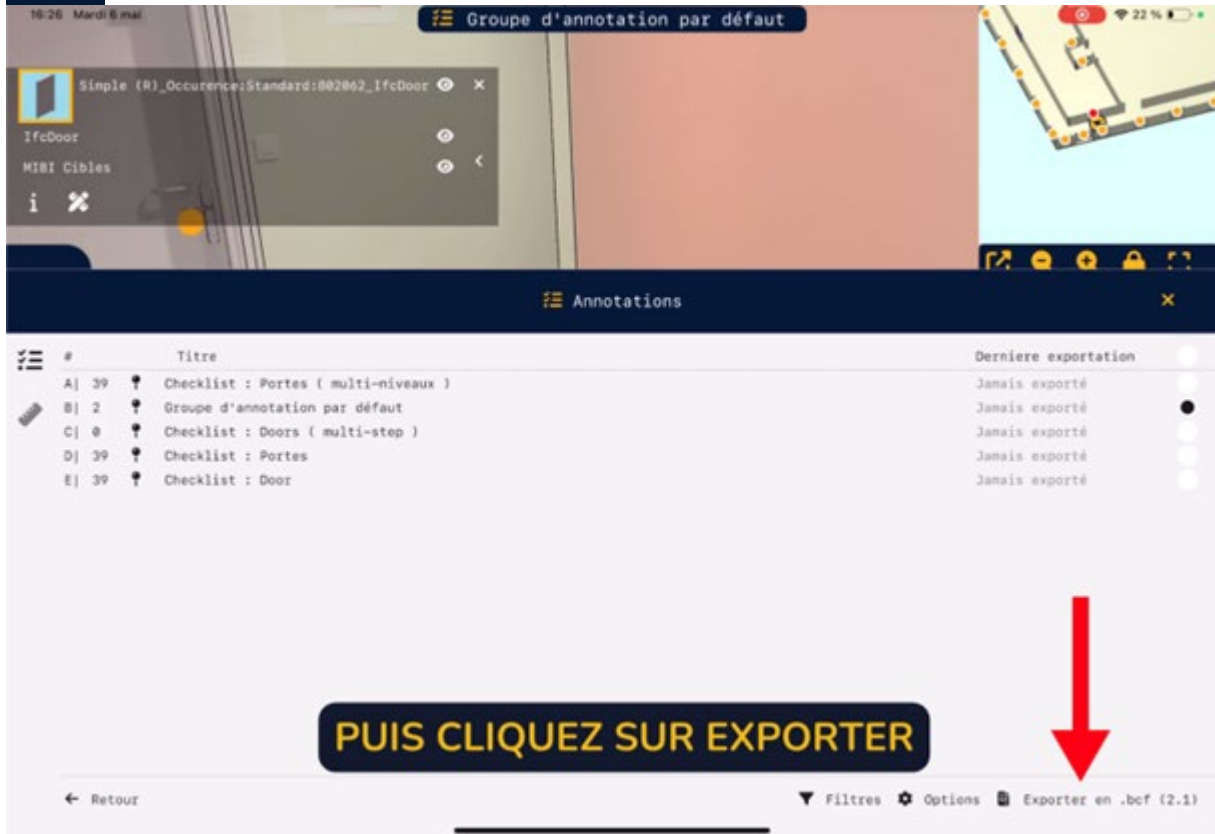 16:26 Mardi 6 mai
Groupe d'annotation par défaut
22 %
Simple (R)_Occurence:Standard:802062_IfcDoor
IfcDoor
MIBI Cibles
i
Annotations
# Titre Derniere exportation
A| 39 Checklist : Portes ( multi-niveaux ) Jamais exporté
B| 2 Groupe d'annotation par défaut Jamais exporté
C| 0 Checklist : Doors ( multi-step ) Jamais exporté
D| 39 Checklist : Portes Jamais exporté
E| 39 Checklist : Door Jamais exporté
PUIS CLIQUEZ SUR EXPORTER
Retour Filtres Options Exporter en .bcf (2.1)